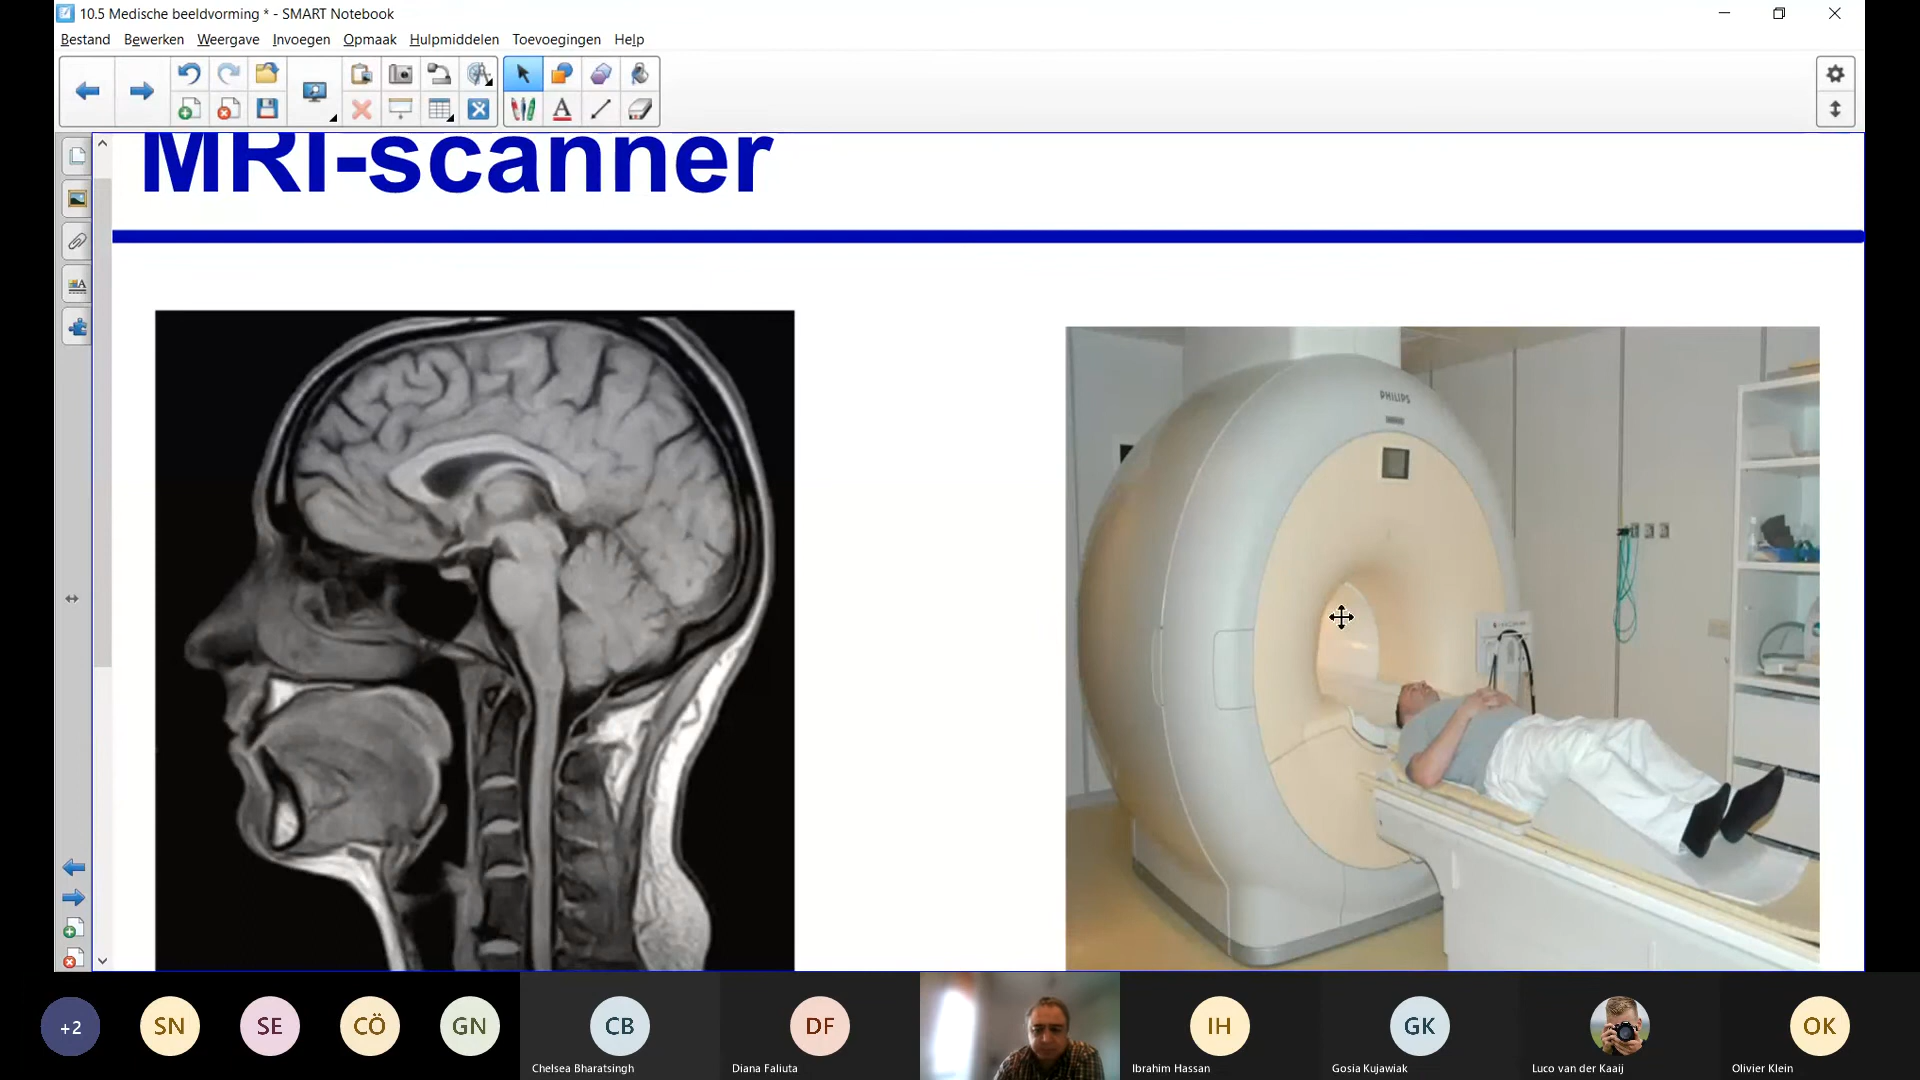 10.5 Medische beeldvorming * - SMART Notebook
Bestand Bewerken Weergave Invoegen Opmaak Hulpmiddelen Toevoegingen Help
MRI-scanner
PHILIPS
+2 SN SE CÖ GN CB DF IH GK OK
Chelsea Bharatsingh Diana Faliuta Ibrahim Hassan Gosia Kujawiak Luco van der Kaaij Olivier Klein